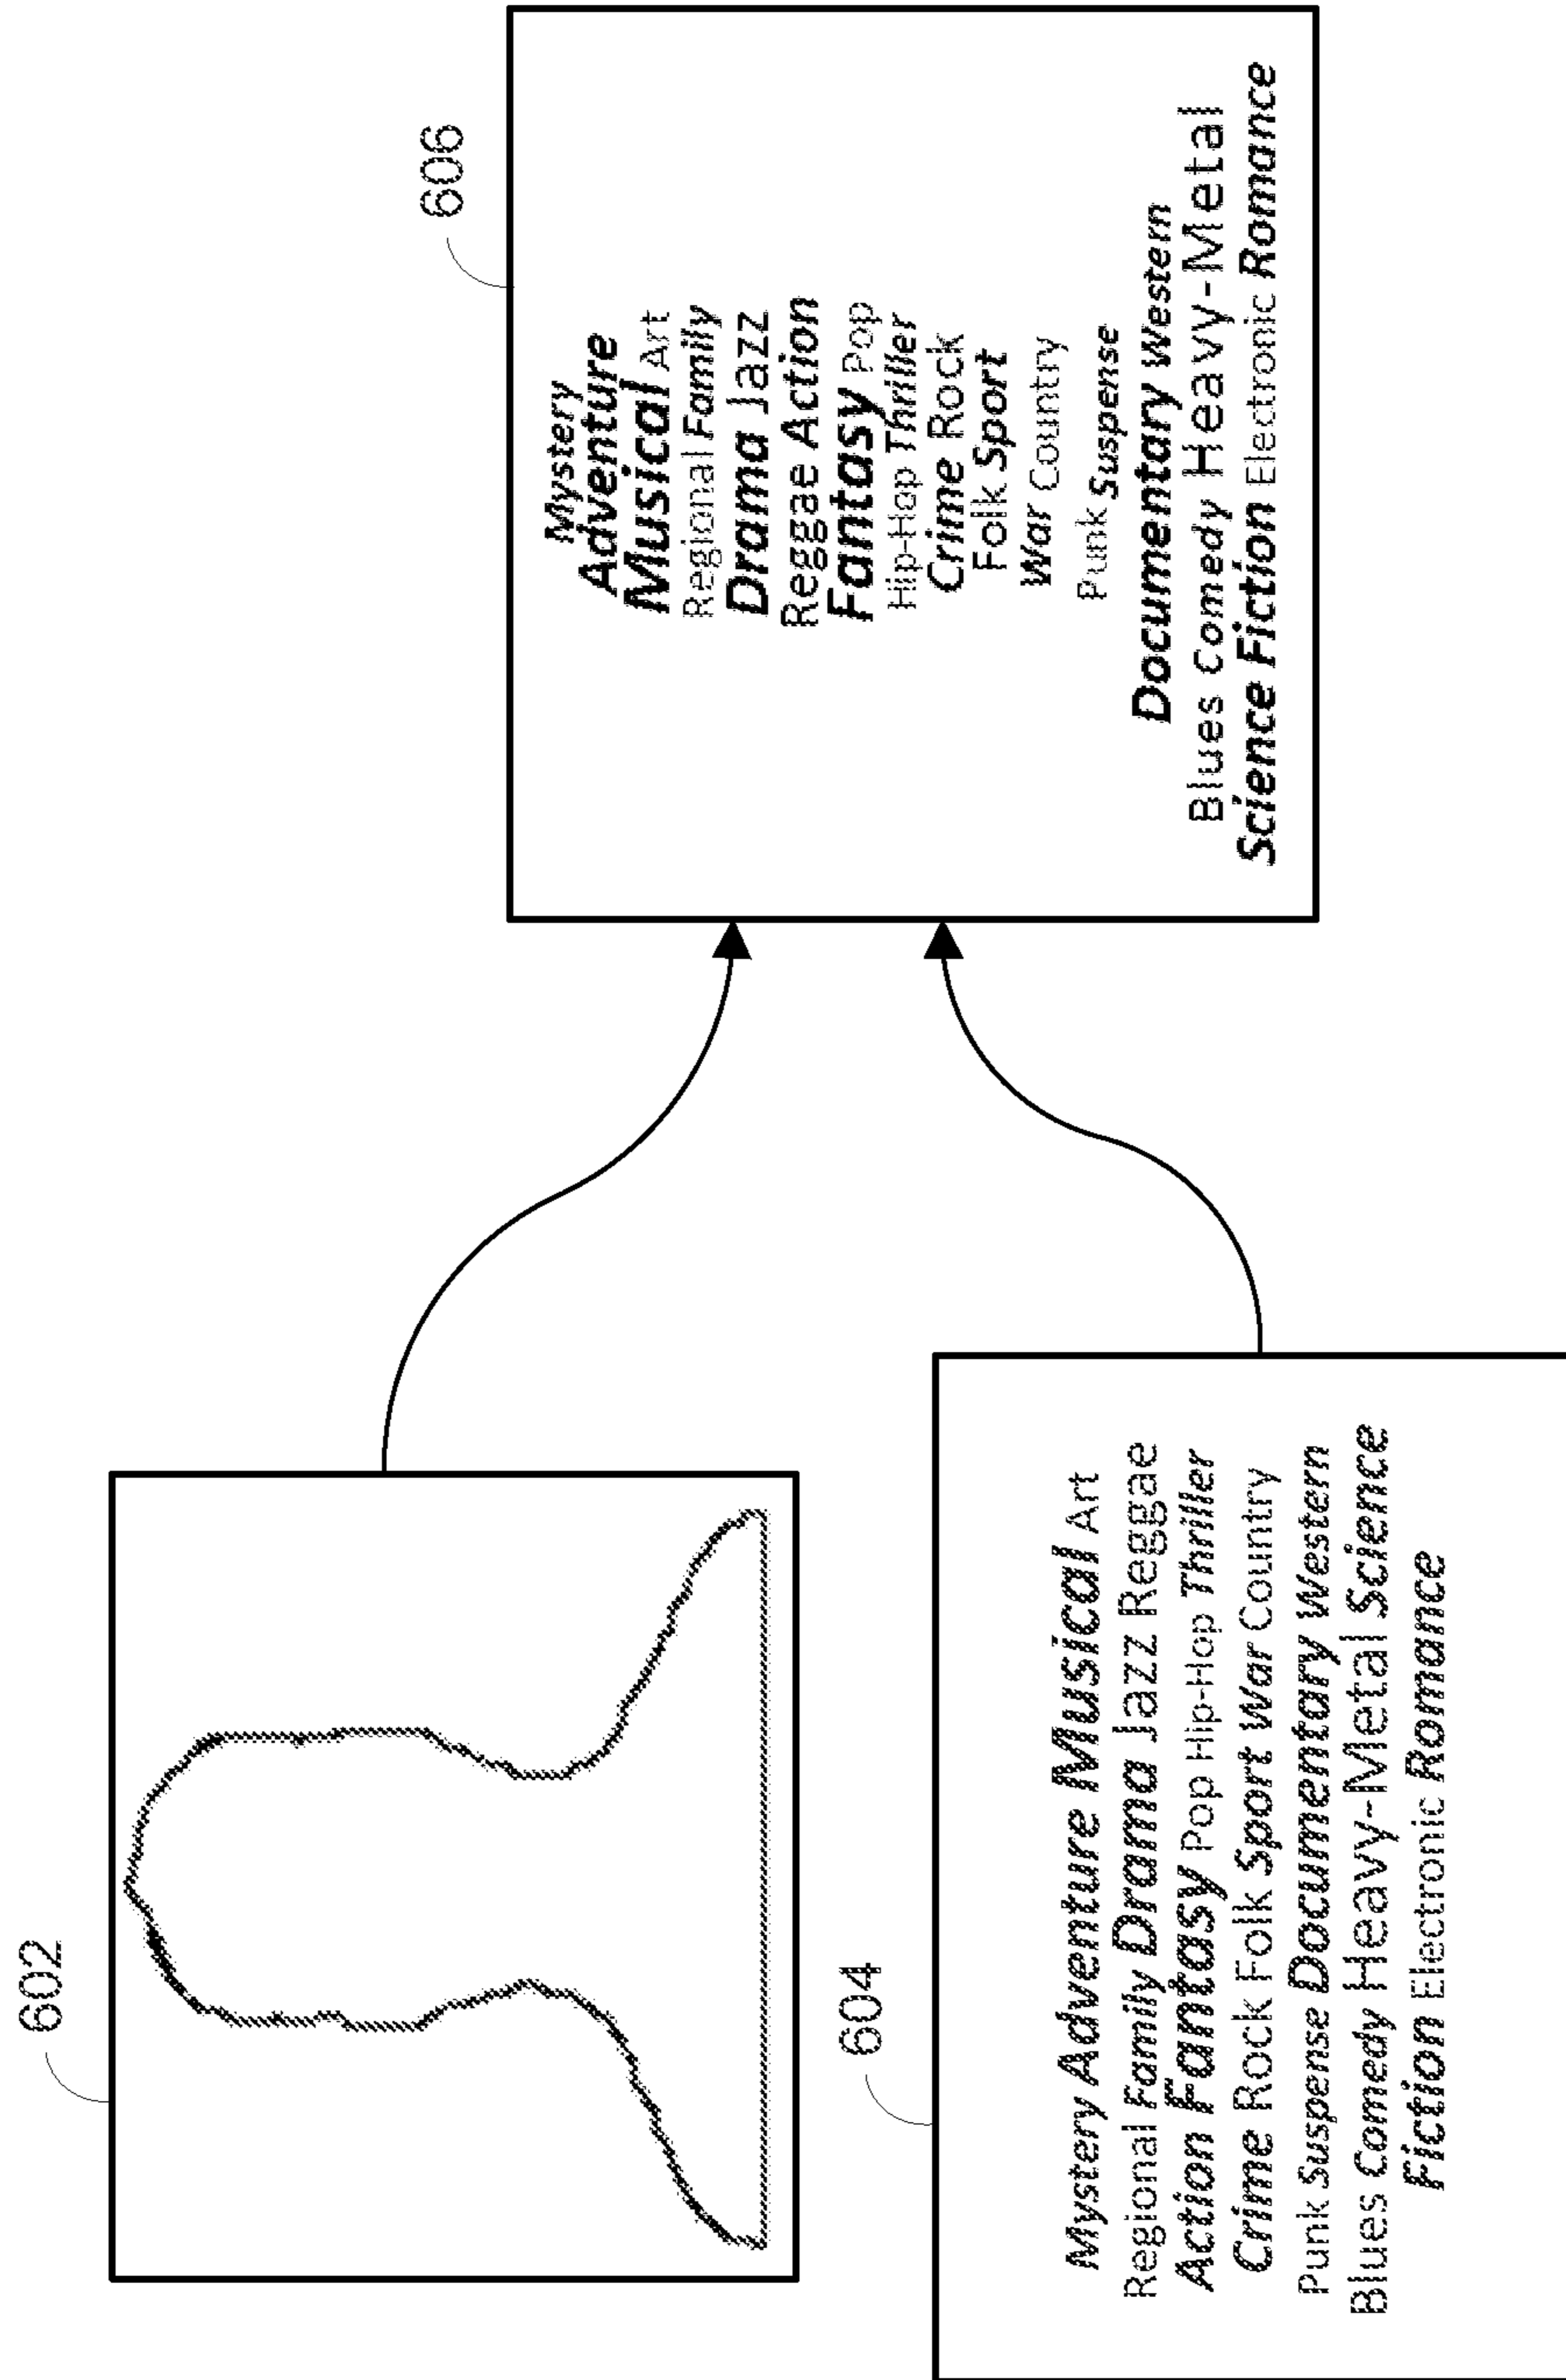 602
604
Mystery Adventure Musical Art
Regional Family Drama Jazz Reggae
Action Fantasy Pop Hip-Hop Thriller
Crime Rock Folk Sport War Country
Punk Suspense Documentary Western
Blues Comedy Heavy-Metal Science
Fiction Electronic Romance
606
Mystery
Adventure
Musical Art
Regional Family
Drama Jazz
Reggae Action
Fantasy Pop
Hip-Hop Thriller
Crime Rock
Folk Sport
War Country
Punk Suspense
Documentary Western
Blues Comedy Heavy-Metal
Science Fiction Electronic Romance